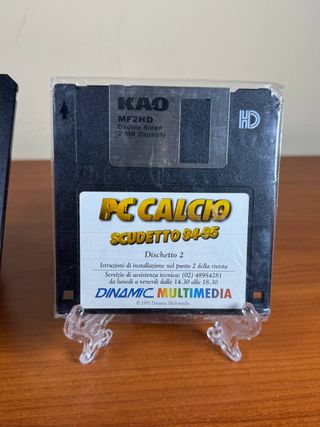 KAO
MF2HD
Double Sided
2 MB Capacity
HD
PC CALCIO
SCUDETTO 94-95
Dischetto 2
Istruzioni di installazione nel punto 2 della rivista
Servizio di assistenza tecnica: (02) 48954281
da lunedì a venerdì dalle 14.30 alle 18.30
DINAMIC MULTIMEDIA
© 1995 Dinamic Multimedia